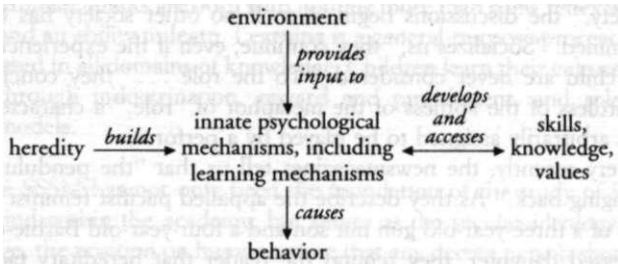 environment
provides
input to
develops
and
accesses
innate psychological
mechanisms, including
learning mechanisms
heredity
builds
skills,
knowledge,
values
causes
behavior